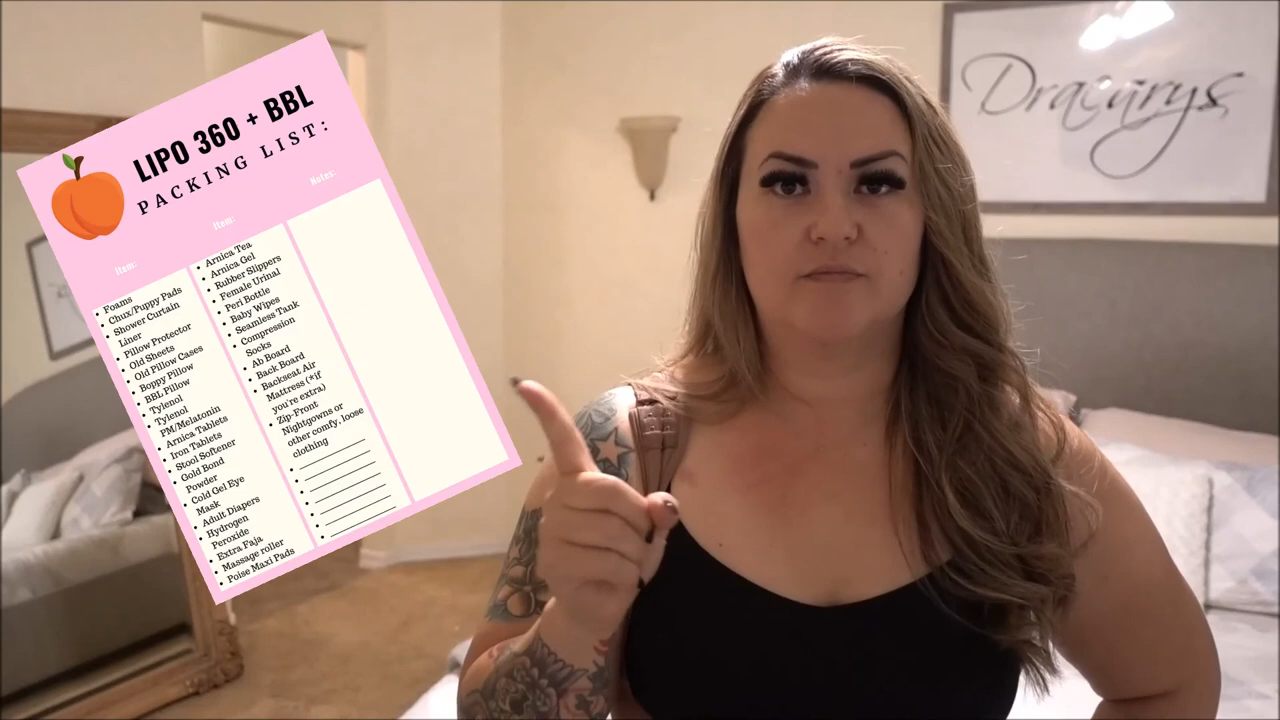 LIPO 360 + BBL
PACKING LIST:
Item:
Item:
Notes:
• Foams
• Chux/Puppy Pads
• Shower Curtain
Liner
• Pillow Protector
• Old Sheets
• Old Pillow Cases
• Boppy Pillow
• BBL Pillow
• Tylenol
• Tylenol
PM/Melatonin
• Arnica Tablets
• Iron Tablets
• Stool Softener
• Gold Bond
Powder
• Cold Gel Eye
Mask
• Adult Diapers
• Hydrogen
Peroxide
• Extra Faja
• Massage roller
• Poise Maxi Pads
• Arnica Tea
• Arnica Gel
• Rubber Slippers
• Female Urinal
• Peri Bottle
• Baby Wipes
• Seamless Tank
• Compression
Socks
• Ab Board
• Back Board
• Backseat Air
Mattress (*if
you're extra)
• Zip Front
Nightgowns or
other comfy, loose
clothing
Dracarys